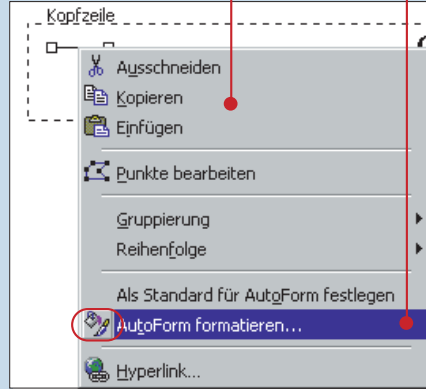 Kopfzeile
Ausschneiden
Kopieren
Einfügen
Punkte bearbeiten
Gruppierung
Reihenfolge
Als Standard für AutoForm festlegen
AutoForm formatieren...
Hyperlink...